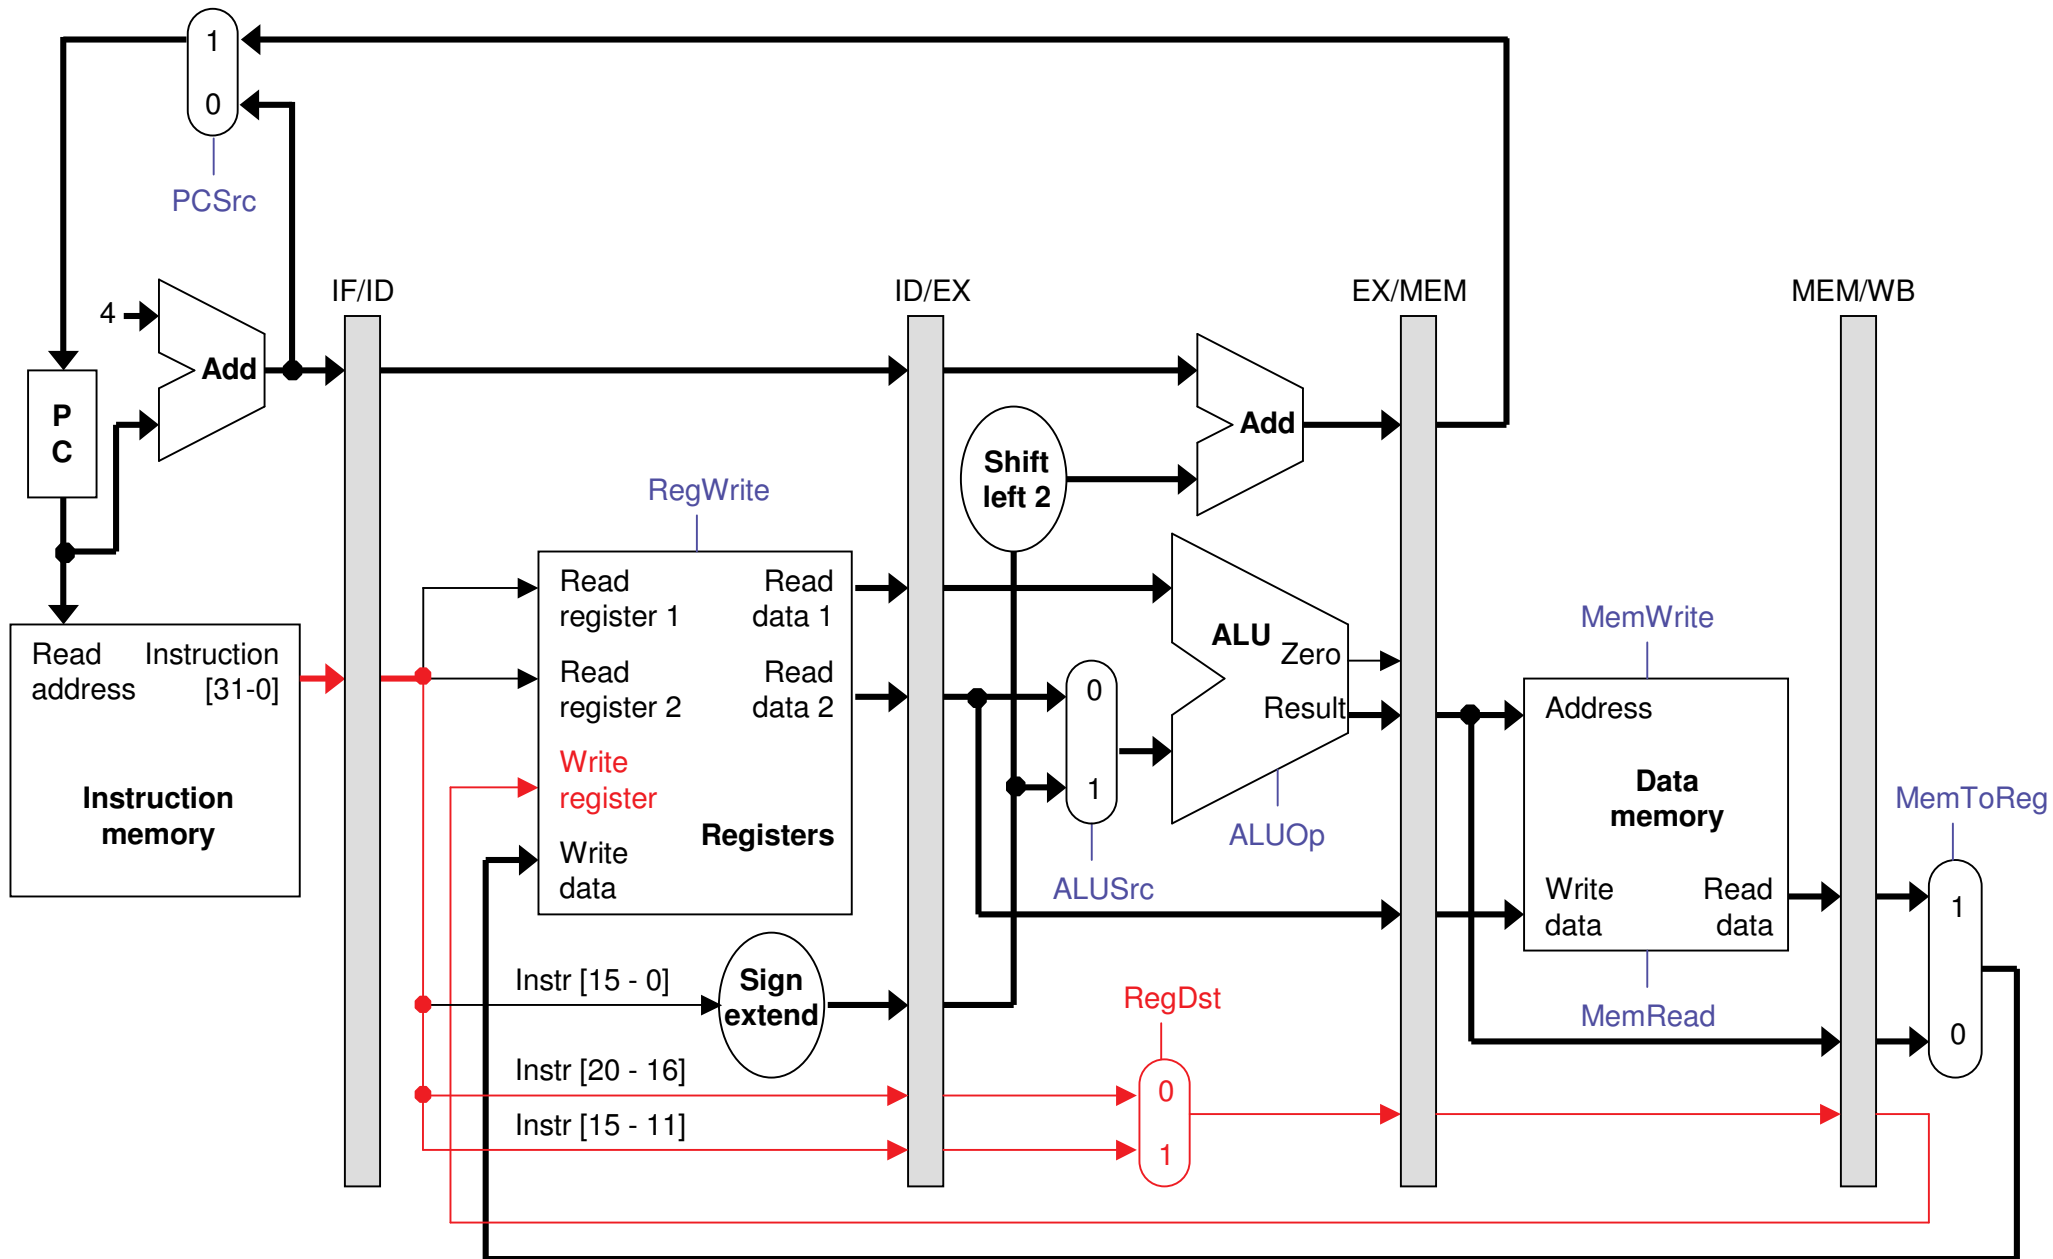 1
0
PCSrc
4
Add
P
C
IF/ID
ID/EX
EX/MEM
MEM/WB
Add
Shift
left 2
RegWrite
Read
address
Instruction
[31-0]
Instruction
memory
Read
register 1
Read
data 1
Read
register 2
Read
data 2
Write
register
Registers
Write
data
0
1
ALUSrc
ALU
Zero
Result
ALUOp
MemWrite
Address
Data
memory
Write
data
Read
data
MemRead
MemToReg
1
0
Instr [15 - 0]
Sign
extend
Instr [20 - 16]
Instr [15 - 11]
RegDst
0
1